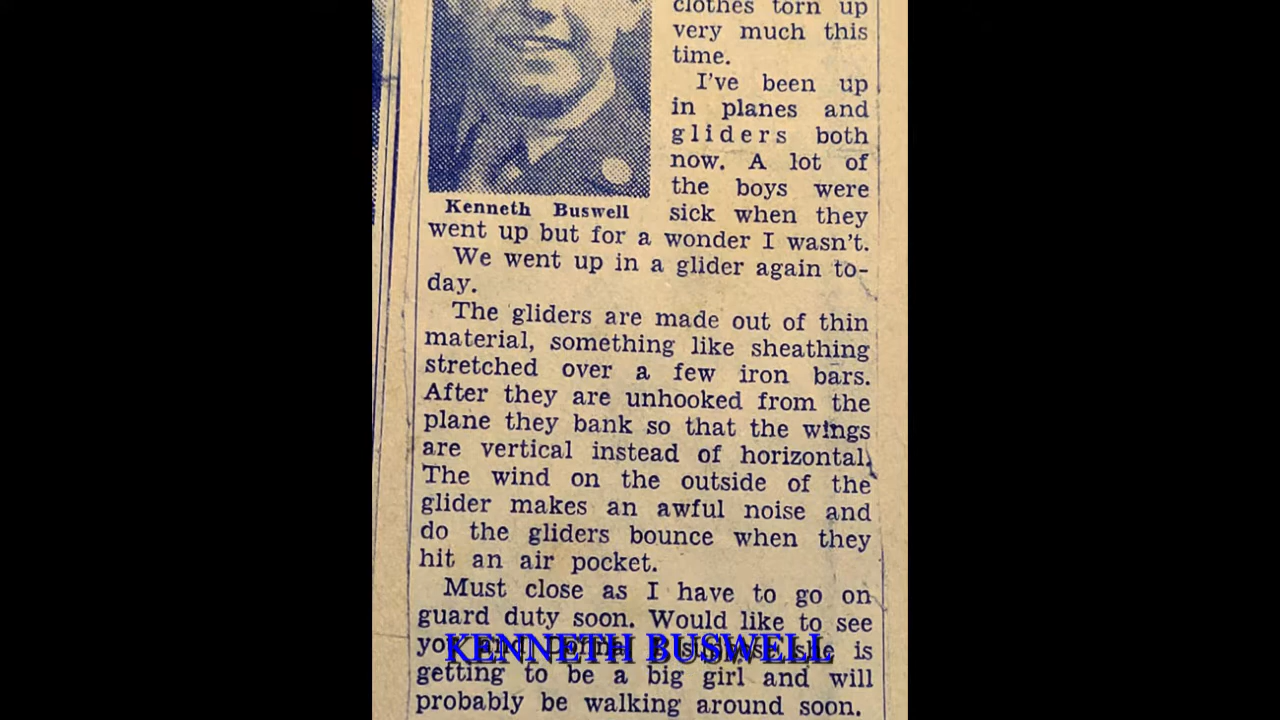 clothes torn up
very much this
time.
I've been up
in planes and
gliders both
now. A lot of
the boys were
sick when they
Kenneth Buswell
went up but for a wonder I wasn't.
We went up in a glider again to-
day.
The gliders are made out of thin
material, something like sheathing
stretched over a few iron bars.
After they are unhooked from the
plane they bank so that the wings
are vertical instead of horizontal.
The wind on the outside of the
glider makes an awful noise and
do the gliders bounce when they
hit an air pocket.
Must close as I have to go on
guard duty soon. Would like to see
you and she is
KENNETH BUSWELL
getting to be a big girl and will
probably be walking around soon.